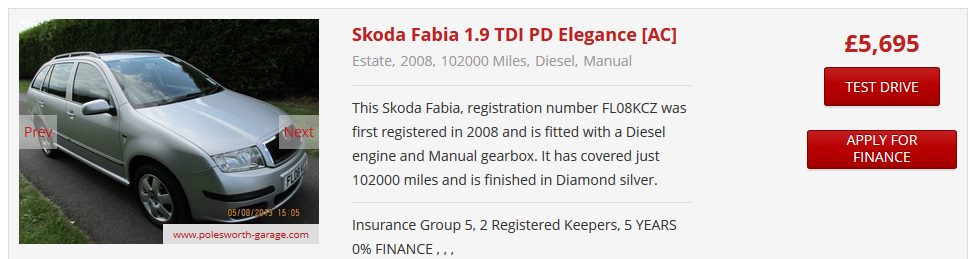 Skoda Fabia 1.9 TDI PD Elegance [AC]
Estate, 2008, 102000 Miles, Diesel, Manual
This Skoda Fabia, registration number FL08KCZ was
first registered in 2008 and is fitted with a Diesel
engine and Manual gearbox. It has covered just
102000 miles and is finished in Diamond silver.
Insurance Group 5, 2 Registered Keepers, 5 YEARS
0% FINANCE , , ,
£5,695
TEST DRIVE
APPLY FOR
FINANCE
Prev
Next
05/08/2013 15:05
www.polesworth-garage.com